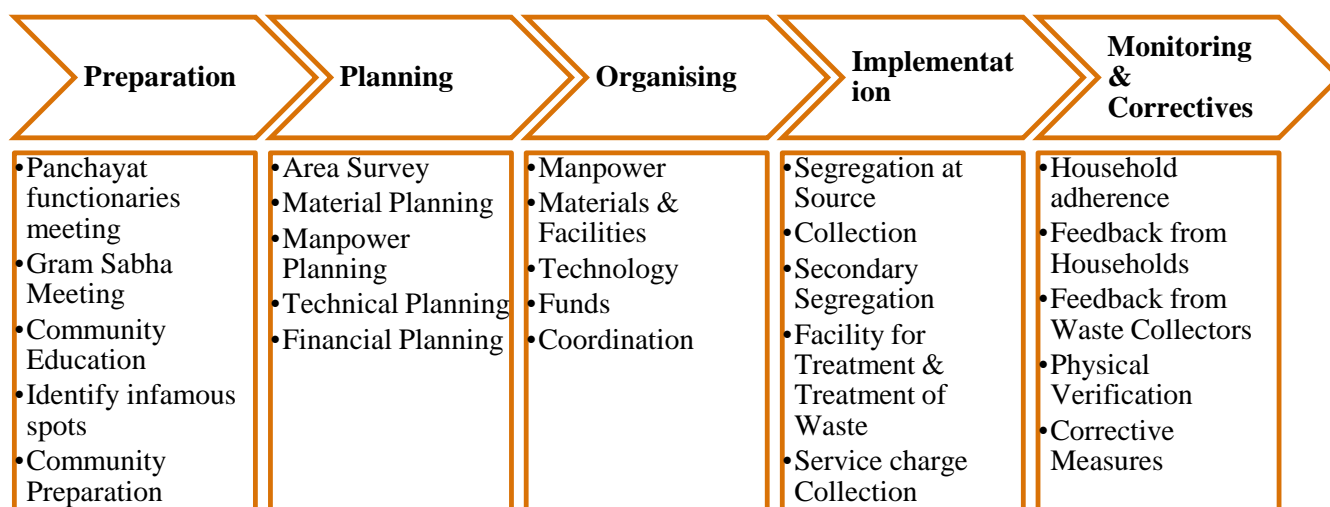 Preparation
•Panchayat
functionaries
meeting
•Gram Sabha
Meeting
•Community
Education
•Identify infamous
spots
•Community
Preparation
Planning
•Area Survey
•Material Planning
•Manpower
Planning
•Technical Planning
•Financial Planning
Organising
•Manpower
•Materials &
Facilities
•Technology
•Funds
•Coordination
Implementat
ion
•Segregation at
Source
•Collection
•Secondary
Segregation
•Facility for
Treatment &
Treatment of
Waste
•Service charge
Collection
Monitoring
&
Correctives
•Household
adherence
•Feedback from
Households
•Feedback from
Waste Collectors
•Physical
Verification
•Corrective
Measures